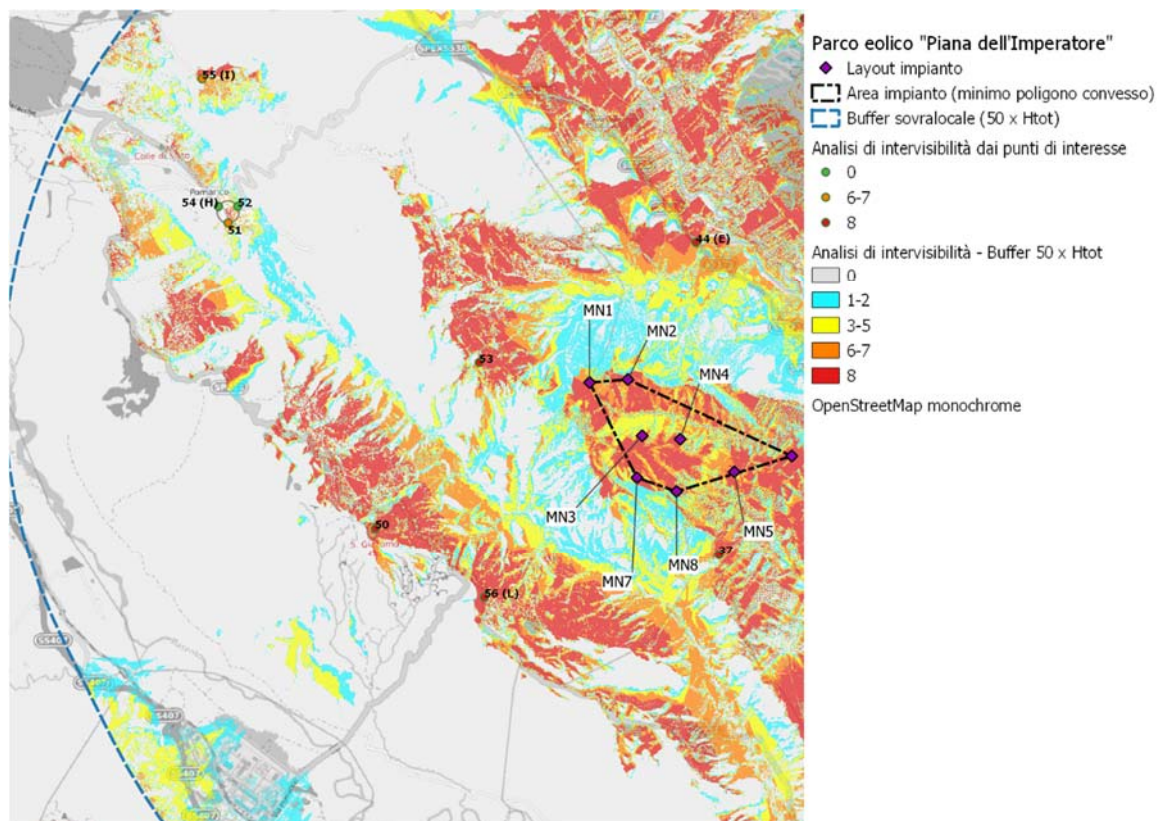 Parco eolico "Piana dell'Imperatore"
Layout impianto
Area impianto (minimo poligono convesso)
Buffer sovralocale (50 x Htot)
Analisi di intervisibilità dai punti di interesse
0
6-7
8
Analisi di intervisibilità - Buffer 50 x Htot
0
1-2
3-5
6-7
8
OpenStreetMap monochrome
55 (I)
Pomarico
54 (H)
52
51
44 (E)
MN1
MN2
53
MN4
MN3
MN5
50
37
MN7
MN8
56 (L)
SS407